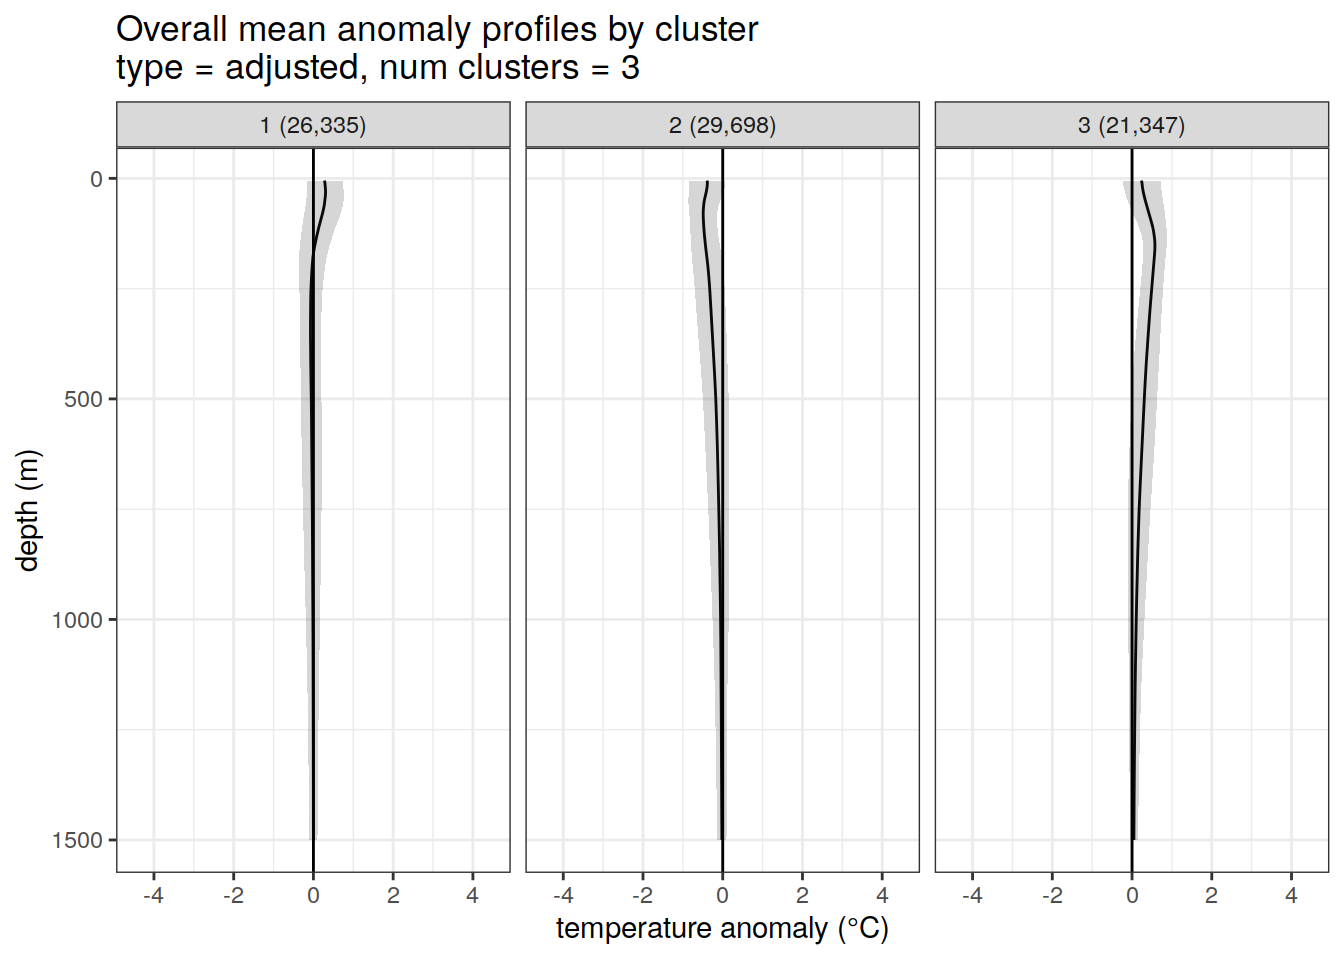 Overall mean anomaly profiles by cluster
type = adjusted, num clusters = 3
1 (26,335)
2 (29,698)
3 (21,347)
0
500
1000
1500
depth (m)
-4 -2 0 2 4
-4 -2 0 2 4
-4 -2 0 2 4
temperature anomaly (°C)